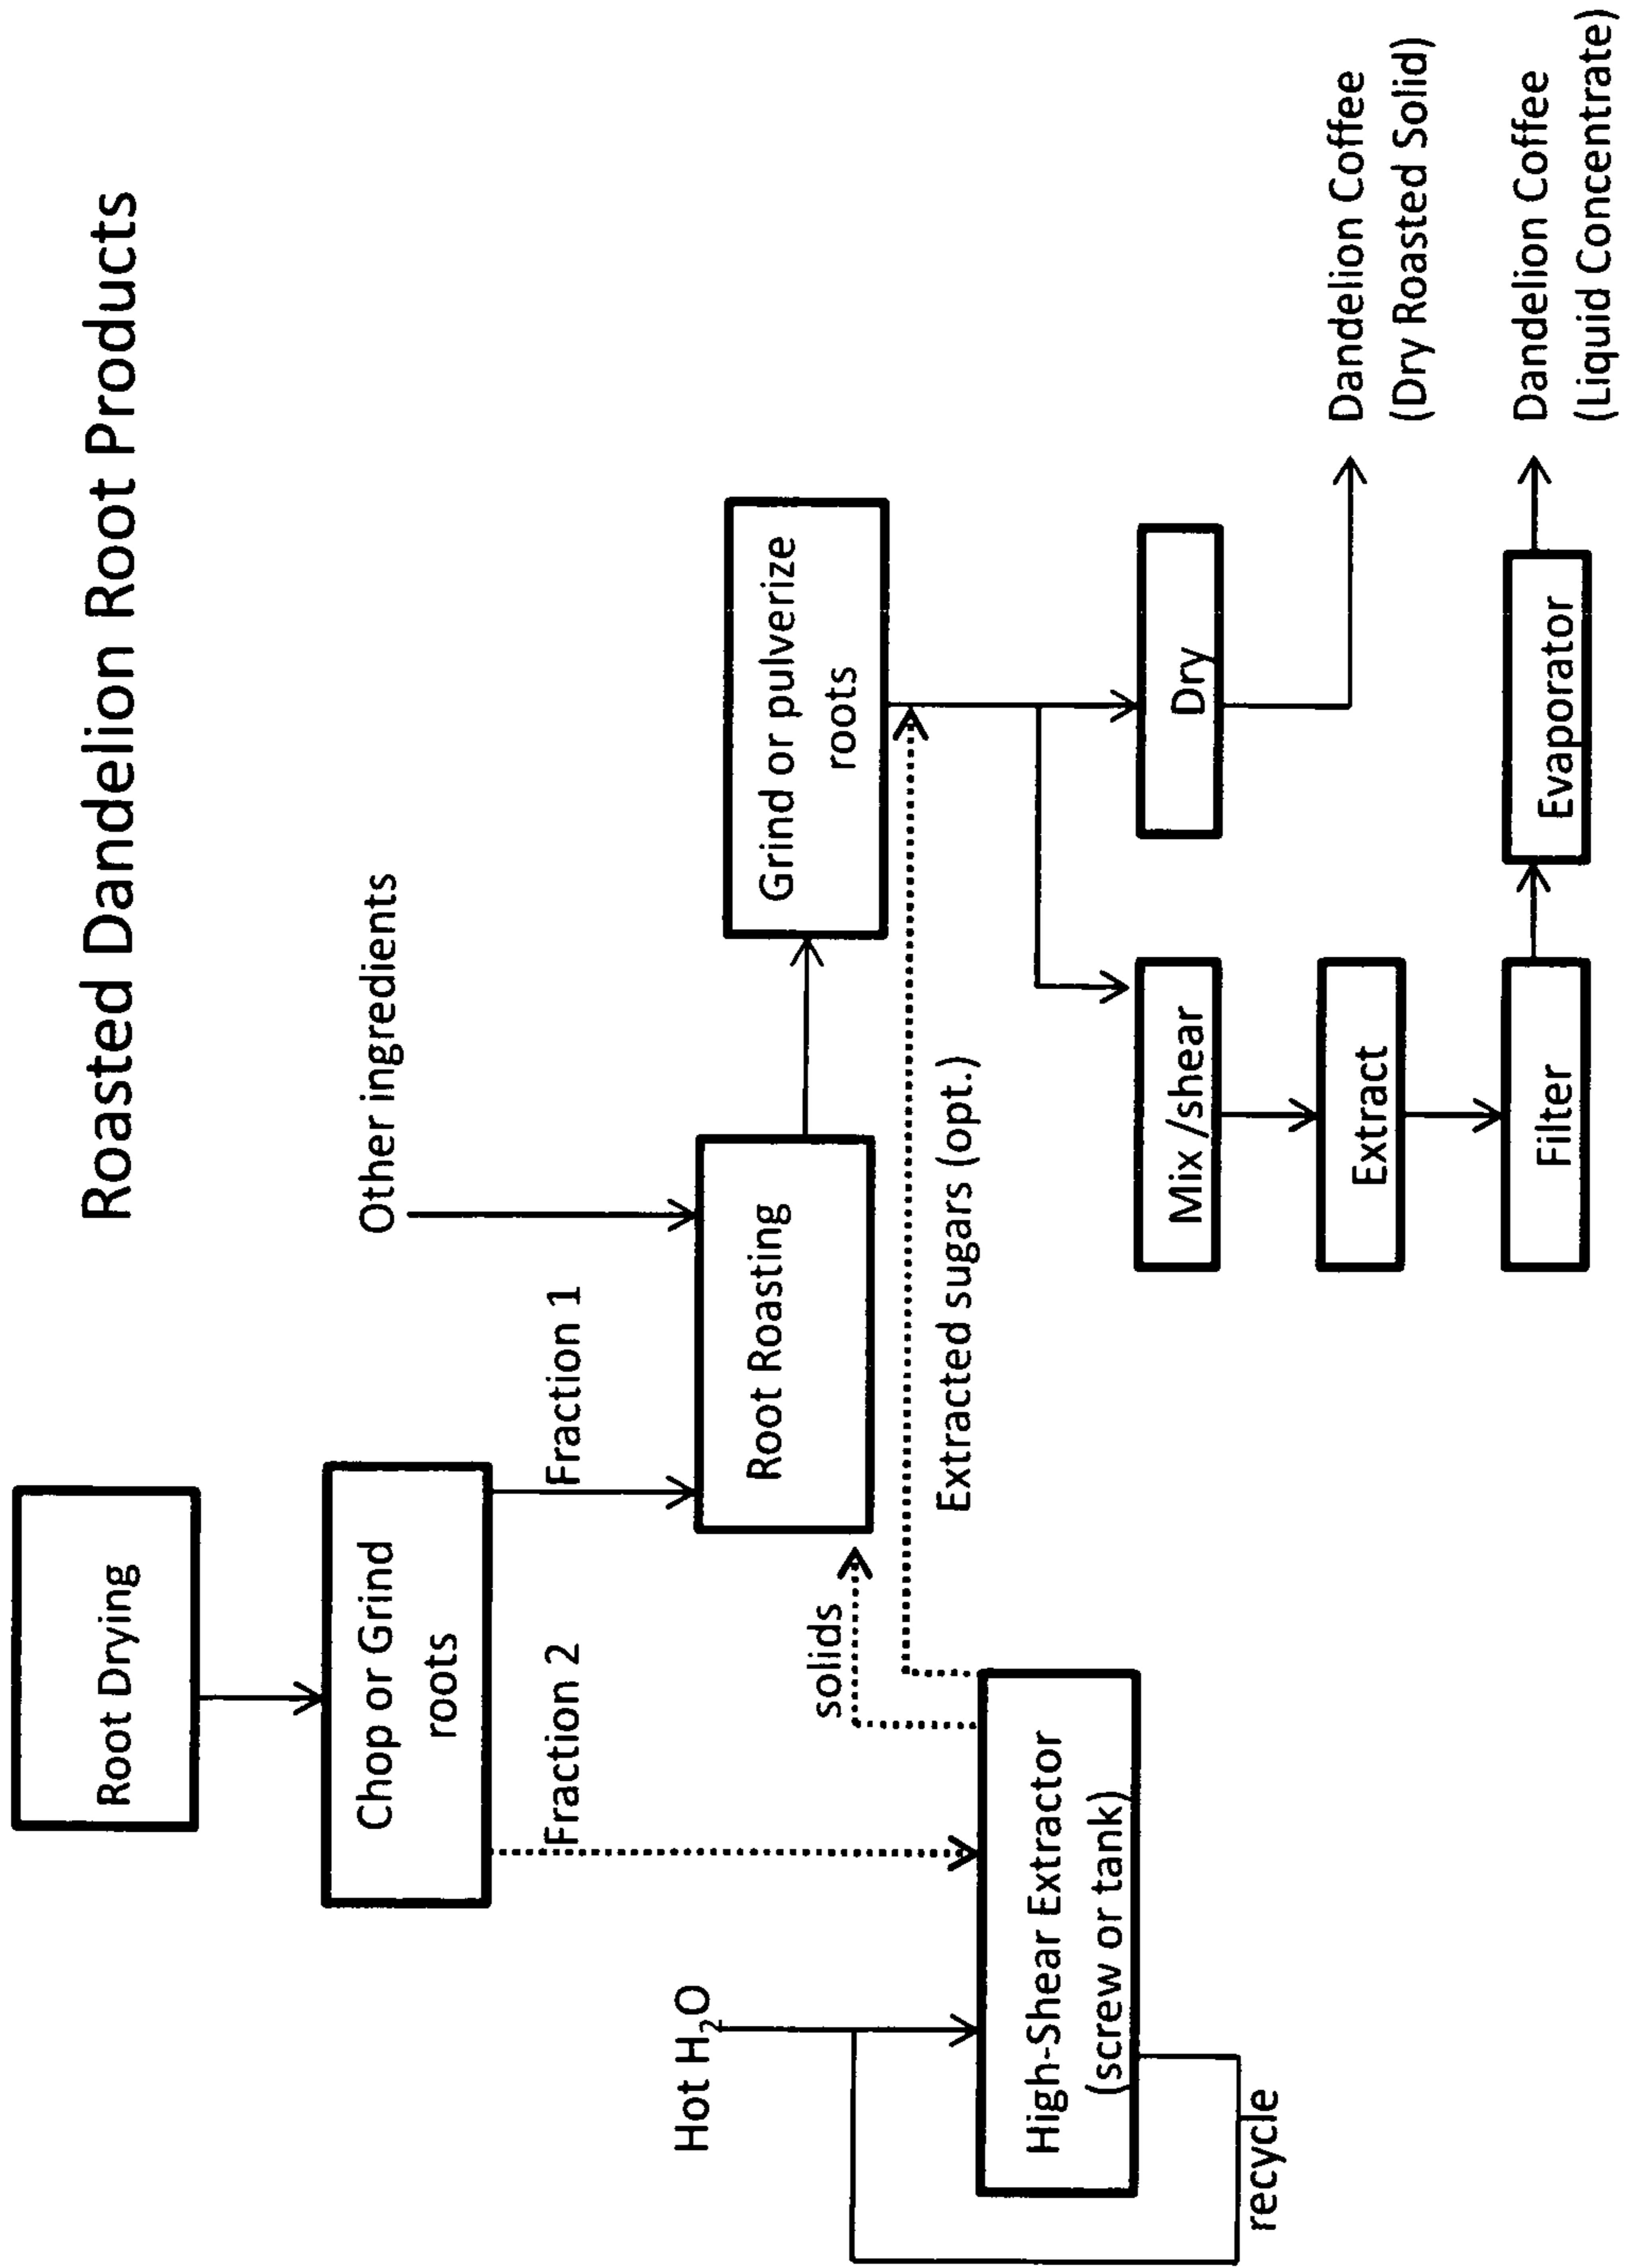 Roasted Dandelion Root Products
Root Drying
Chop or Grind
roots
Other ingredients
Fraction 2
Fraction 1
Hot H₂O
Root Roasting
Grind or pulverize
roots
solids
Extracted sugars (opt.)
High-Shear Extractor
(screw or tank)
recycle
Mix /shear
Dry
Extract
Filter
Evaporator
Dandelion Coffee
(Dry Roasted Solid)
Dandelion Coffee
(Liquid Concentrate)